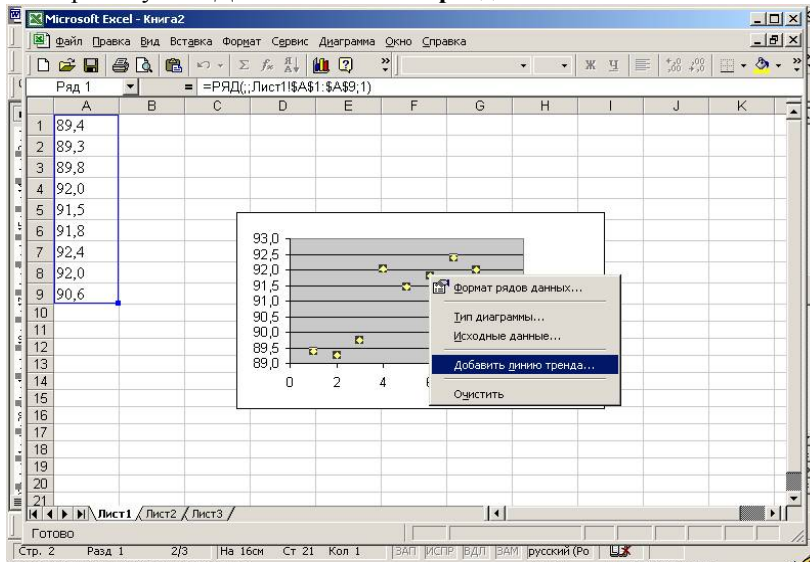 Microsoft Excel - Книга2
Файл Правка Вид Вставка Формат Сервис Диаграмма Окно Справка
Ряд 1 = =РЯД(;;Лист1!$A$1:$A$9;1)
A B C D E F G H I J K
1 89,4
2 89,3
3 89,8
4 92,0
5 91,5
6 91,8
7 92,4
8 92,0
9 90,6
10
11
12
13
14
15
16
17
18
19
20
21
93,0
92,5
92,0
91,5
91,0
90,5
90,0
89,5
89,0
0 2 4
Формат рядов данных...
Тип диаграммы...
Исходные данные...
Добавить линию тренда...
Очистить
Лист1 Лист2 Лист3
Готово
Стр. 2 Разд 1 2/3 На 16см Ст 21 Кол 1 ЗАП ИСПР ВДЛ ЗАМ русский (Ро